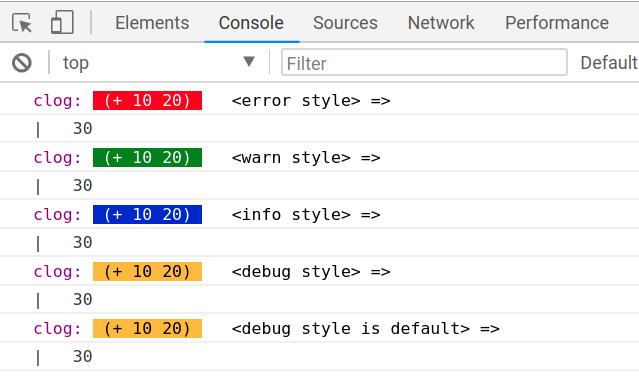 Elements Console Sources Network Performance
top Filter Default
clog: (+ 10 20) <error style> =>
| 30
clog: (+ 10 20) <warn style> =>
| 30
clog: (+ 10 20) <info style> =>
| 30
clog: (+ 10 20) <debug style> =>
| 30
clog: (+ 10 20) <debug style is default> =>
| 30